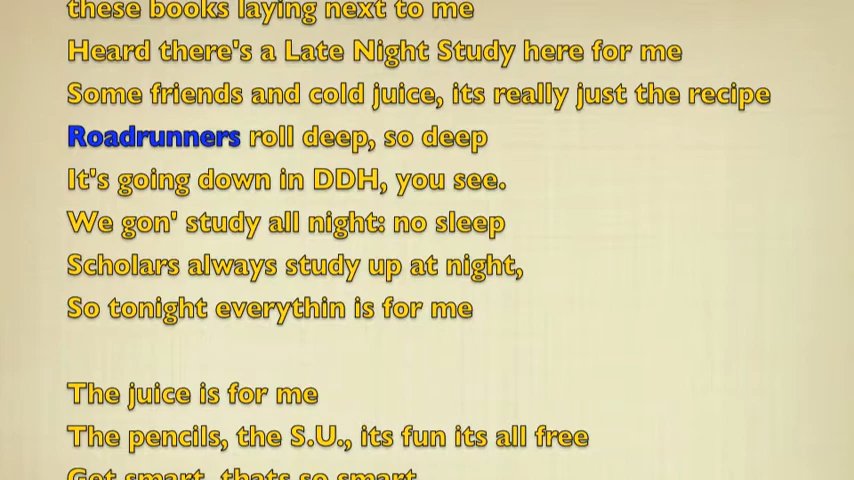 these books laying next to me
Heard there's a Late Night Study here for me
Some friends and cold juice, its really just the recipe
Roadrunners roll deep, so deep
It's going down in DDH, you see.
We gon' study all night: no sleep
Scholars always study up at night,
So tonight everythin is for me
The juice is for me
The pencils, the S.U., its fun its all free
Get smart, thats so smart